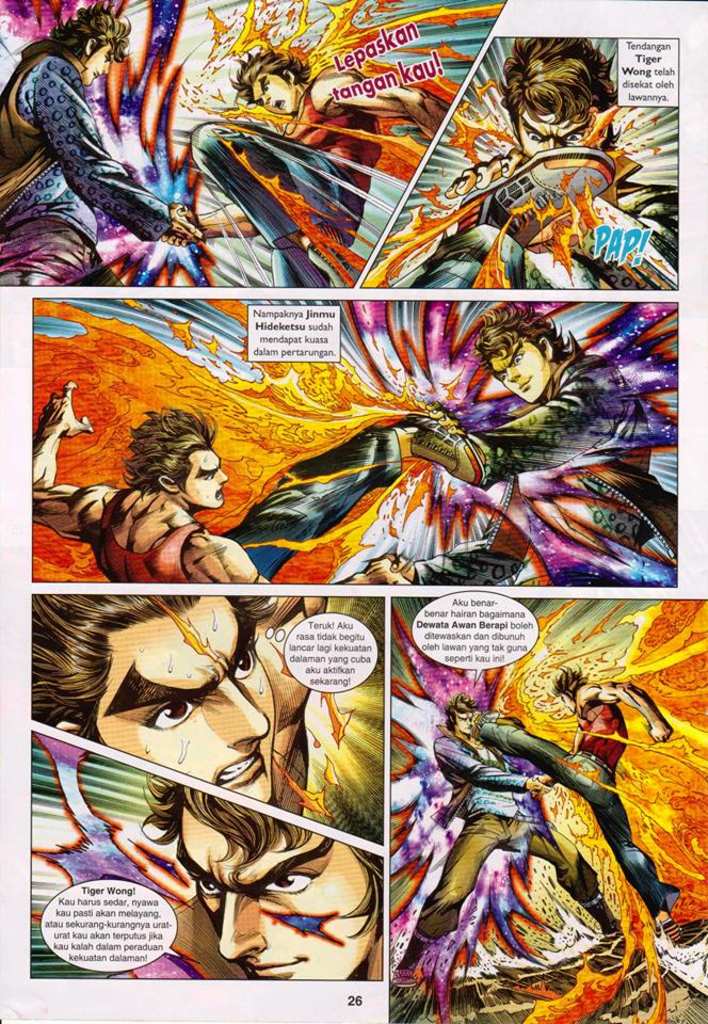 Lepaskan
tangan kau!
Tendangan
Tiger
Wong telah
disekat oleh
lawannya.
PAP!
Nampaknya Jinmu
Hideketsu sudah
mendapat kuasa
dalam pertarungan.
Teruk! Aku
rasa tidak begitu
lancar lagi kekuatan
dalaman yang cuba
aku aktifkan
sekarang!
Tiger Wong!
Kau harus sedar, nyawa
kau pasti akan melayang,
atau sekurang-kurangnya urat-
urat kau akan terputus jika
kau kalah dalam peraduan
kekuatan dalaman!
Aku benar-
benar hairan bagaimana
Dewata Awan Berapi boleh
ditewaskan dan dibunuh
oleh lawan yang tak guna
seperti kau ini!
26